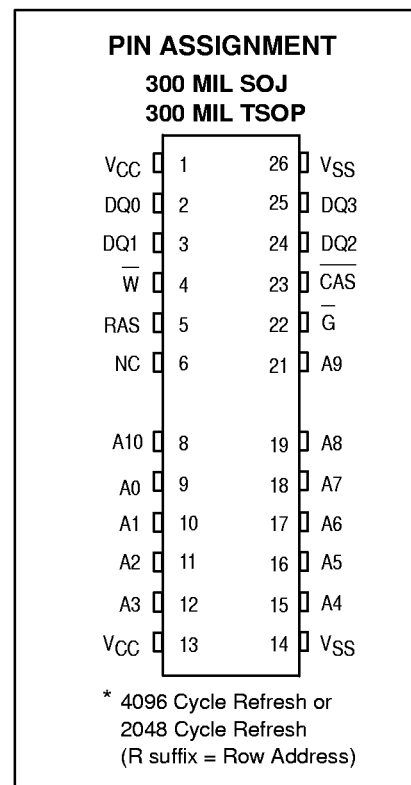 PIN ASSIGNMENT
300 MIL SOJ
300 MIL TSOP
VCC 1 26 VSS
DQ0 2 25 DQ3
DQ1 3 24 DQ2
W̅ 4 23 C̅A̅S̅
RAS 5 22 G̅
NC 6 21 A9
A10 8 19 A8
A0 9 18 A7
A1 10 17 A6
A2 11 16 A5
A3 12 15 A4
VCC 13 14 VSS
* 4096 Cycle Refresh or
2048 Cycle Refresh
(R suffix = Row Address)